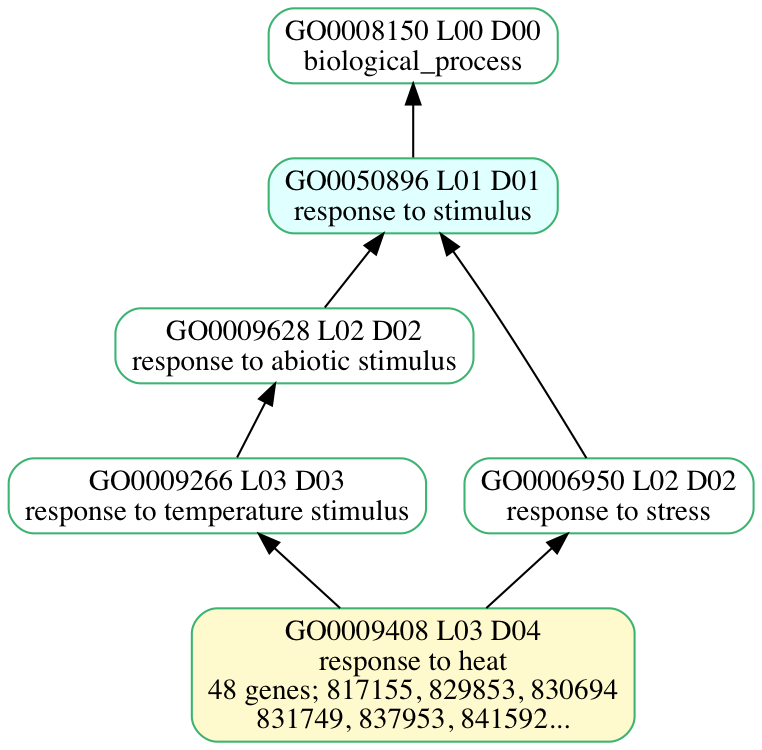 GO0008150 L00 D00
biological_process
GO0050896 L01 D01
response to stimulus
GO0009628 L02 D02
response to abiotic stimulus
GO0009266 L03 D03
response to temperature stimulus
GO0006950 L02 D02
response to stress
GO0009408 L03 D04
response to heat
48 genes; 817155, 829853, 830694
831749, 837953, 841592...